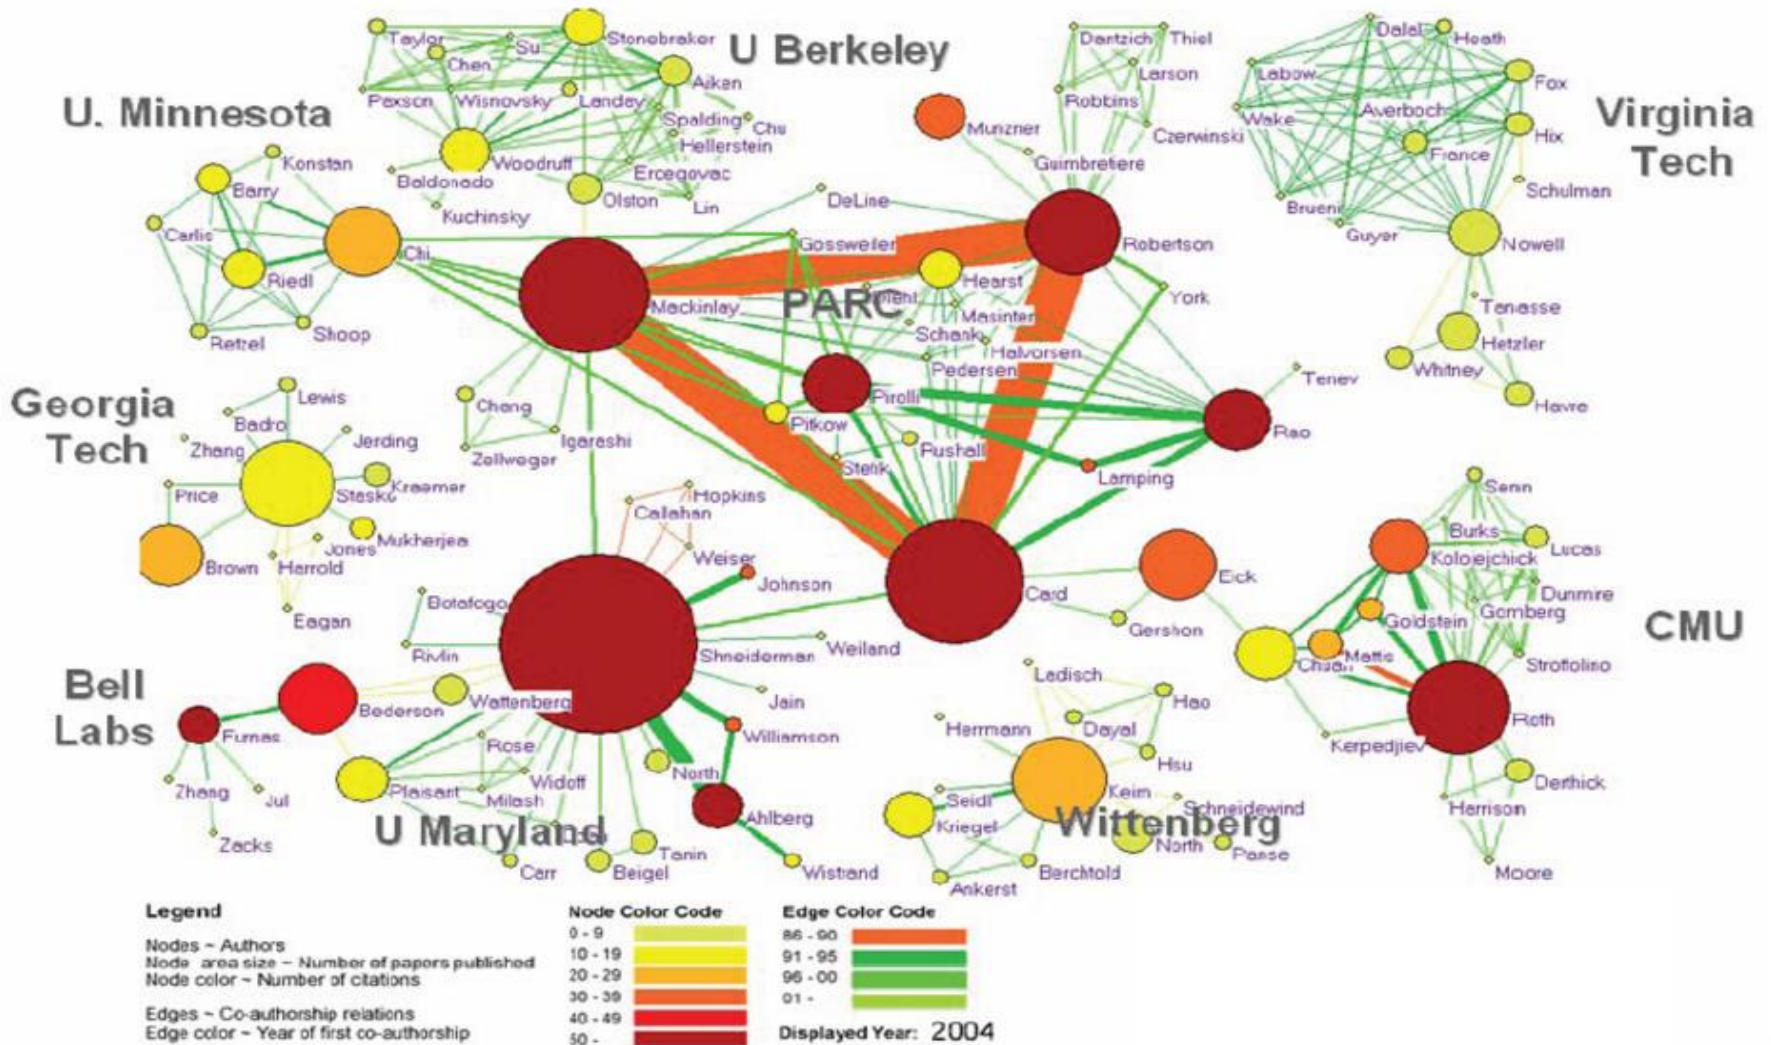 U Berkeley
Taylor
Su
Stonebraker
Chen
Aiken
Paxson
Wisnovsky
Landay
Spalding
Chu
Hellerstein
Woodruff
Ercegovac
Baldonado
Olston
Lin
Kuchinsky
Dantzich
Thiel
Larson
Robbins
Czerwinski
Munzner
Guimbretiere
Virginia
Tech
Dalal
Heath
Labow
Fox
Averboch
Wake
Hix
France
Schulman
Brueni
Guyer
Nowell
Tanasse
Hetzler
Whitney
Havre
U. Minnesota
Konstan
Barry
Carlis
Chi
Riedl
Retzel
Shoop
DeLine
Gossweiler
Robertson
Hearst
PARC
Mackinlay
York
Masinter
Schank
Halvorsen
Pedersen
Pirolli
Pitkow
Tenev
Rao
Rushall
Stefik
Lamping
Chang
Igarashi
Zellweger
Georgia
Tech
Lewis
Badro
Zhang
Jerding
Price
Stasko
Kraemer
Mukherjea
Jones
Brown
Harrold
Eagan
Hopkins
Callahan
Weiser
Johnson
Card
Eick
Gershon
Botafogo
Rivlin
Shneiderman
Weiland
Jain
CMU
Senn
Burks
Kolojejchick
Lucas
Dunmire
Gomberg
Goldstein
Mattis
Chuah
Stroffolino
Roth
Kerpedjiev
Derthick
Harrison
Moore
Bell
Labs
Bederson
Furnas
Zhang
Jul
Zacks
Wattenberg
Williamson
Rose
North
Widoff
Plaisant
Milash
Ahlberg
U Maryland
Tanin
Carr
Beigel
Wistrand
Ladisch
Hao
Herrmann
Dayal
Hsu
Keim
Seidl
Schneidewind
Kriegel
Wittenberg
North
Panse
Berchtold
Ankerst
Legend
Nodes ~ Authors
Node area size ~ Number of papers published
Node color ~ Number of citations
Edges ~ Co-authorship relations
Edge color ~ Year of first co-authorship
Node Color Code
0 - 9
10 - 19
20 - 29
30 - 39
40 - 49
50 -
Edge Color Code
86 - 90
91 - 95
96 - 00
01 -
Displayed Year: 2004